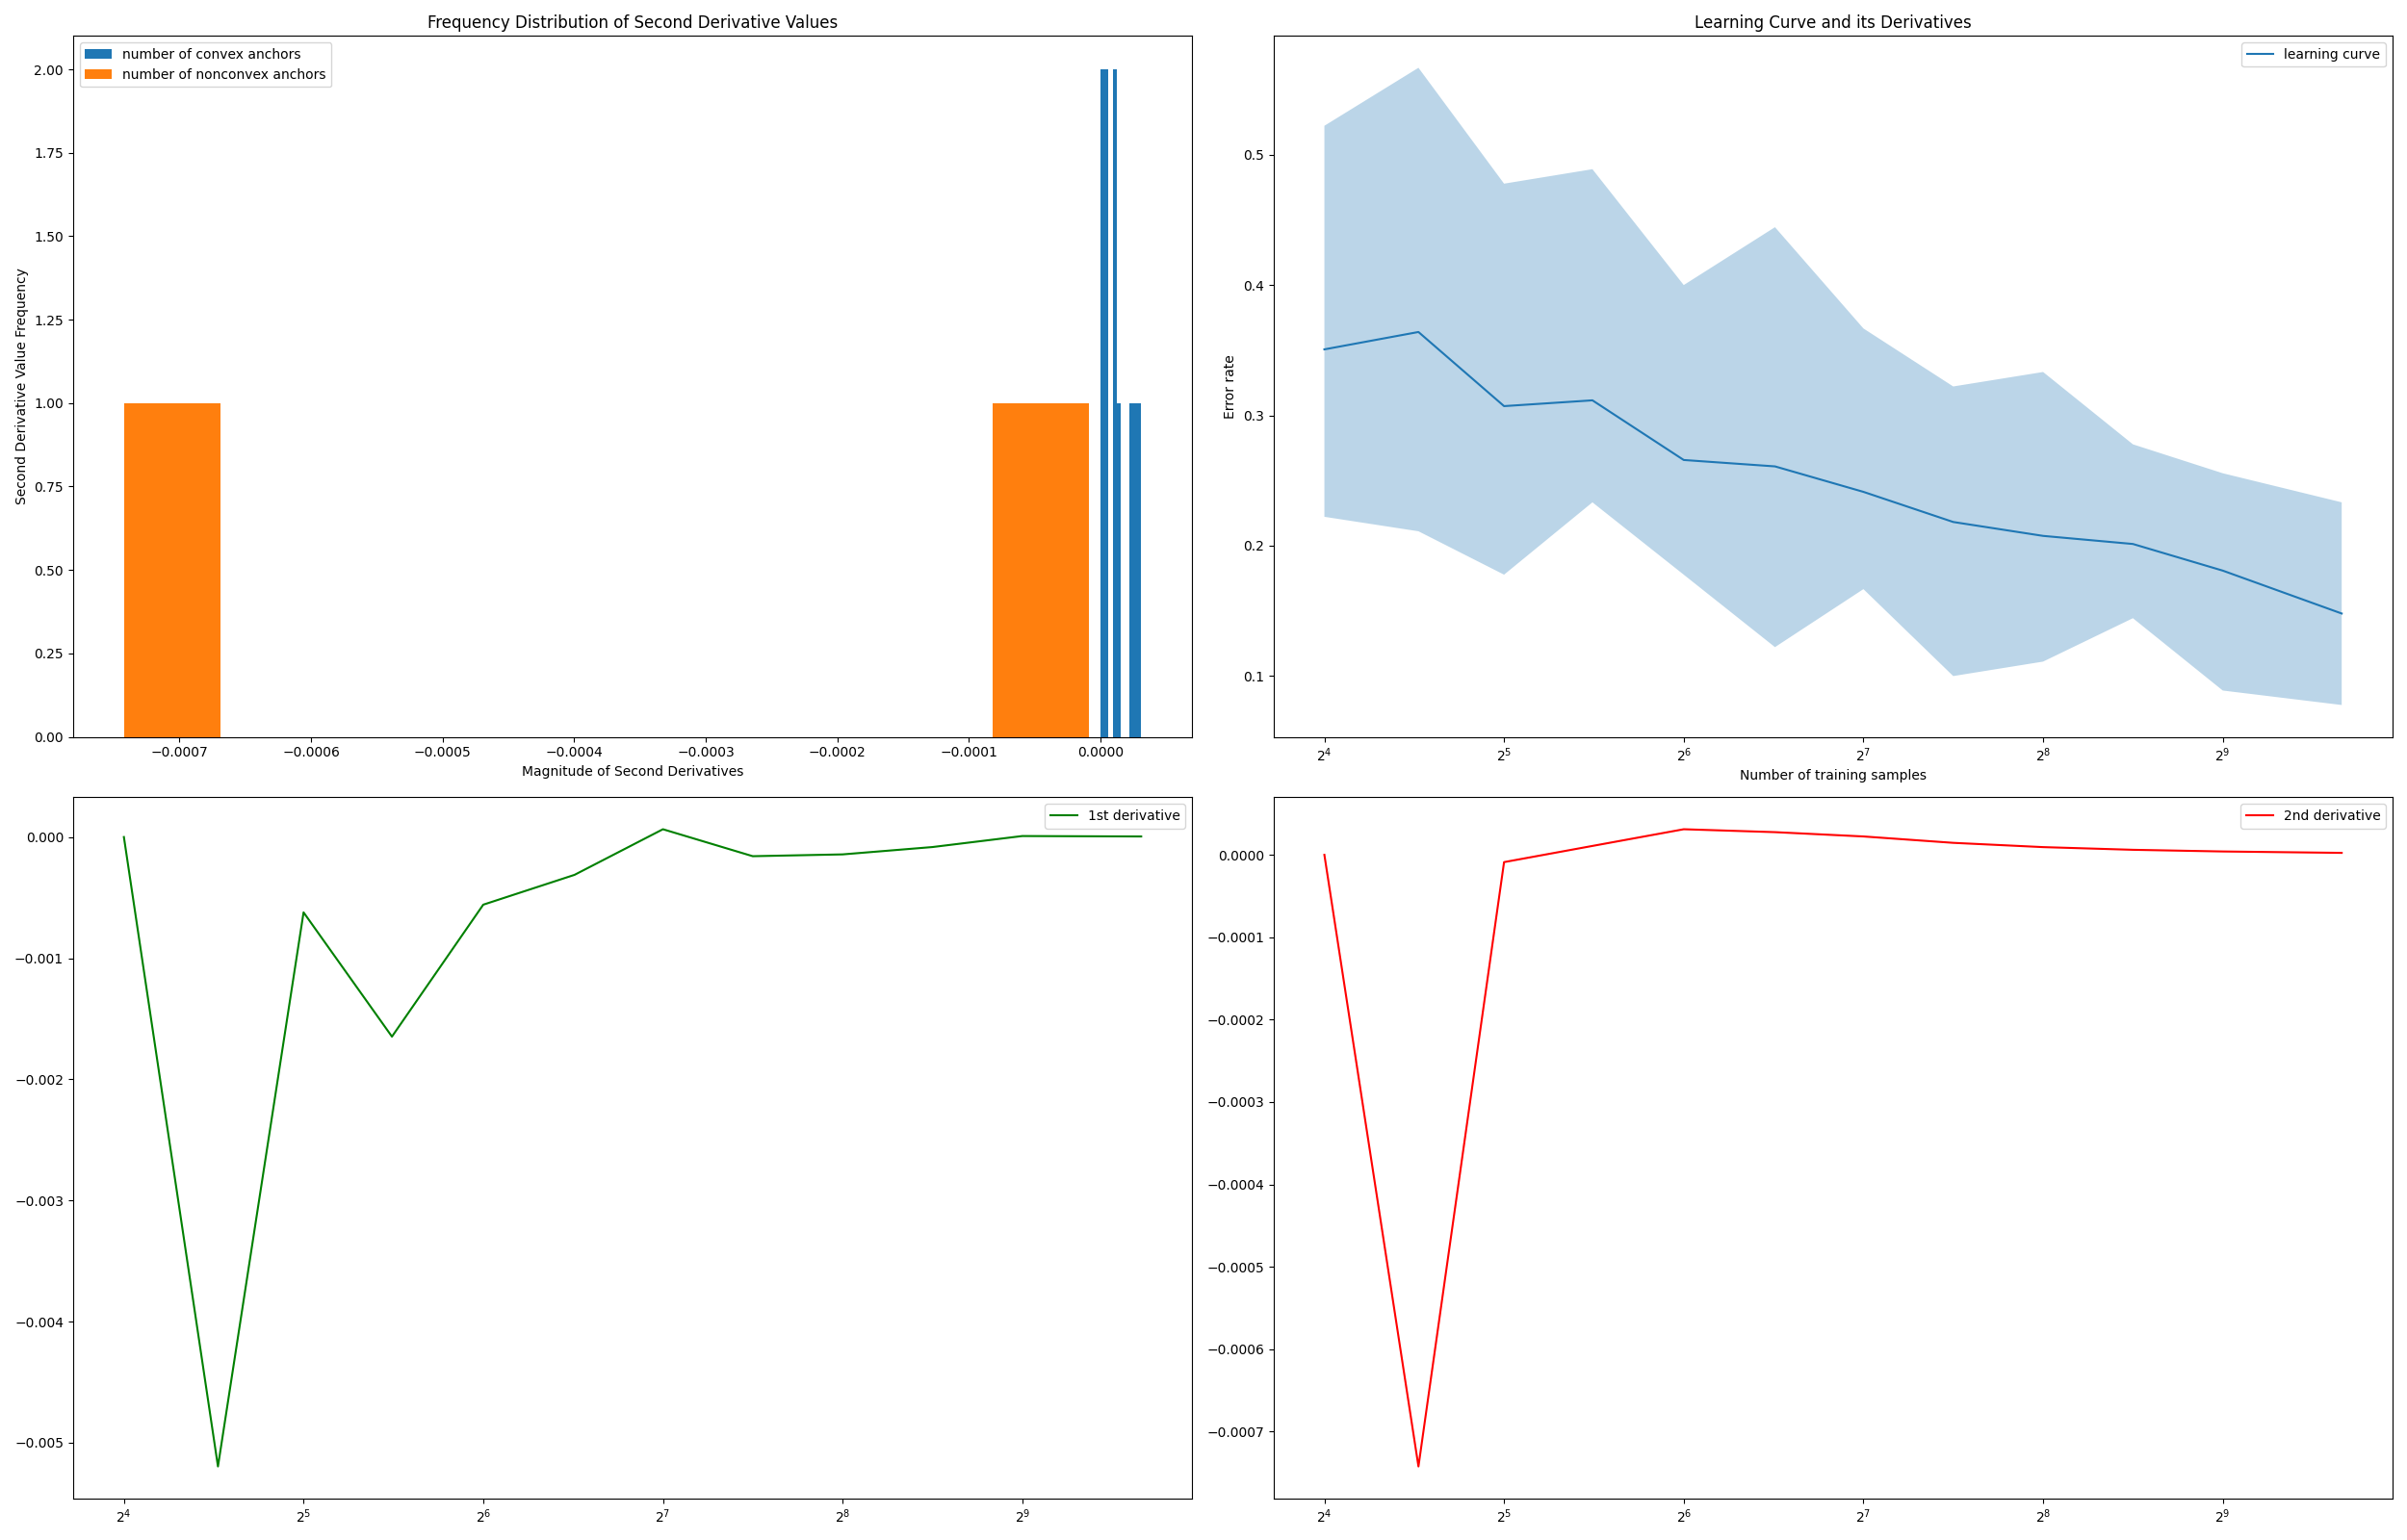 Frequency Distribution of Second Derivative Values
number of convex anchors
number of nonconvex anchors
Second Derivative Value Frequency
2.00
1.75
1.50
1.25
1.00
0.75
0.50
0.25
0.00
−0.0007 −0.0006 −0.0005 −0.0004 −0.0003 −0.0002 −0.0001 0.0000
Magnitude of Second Derivatives
Learning Curve and its Derivatives
learning curve
Error rate
0.5
0.4
0.3
0.2
0.1
2⁴ 2⁵ 2⁶ 2⁷ 2⁸ 2⁹
Number of training samples
1st derivative
0.000
−0.001
−0.002
−0.003
−0.004
−0.005
2⁴ 2⁵ 2⁶ 2⁷ 2⁸ 2⁹
2nd derivative
0.0000
−0.0001
−0.0002
−0.0003
−0.0004
−0.0005
−0.0006
−0.0007
2⁴ 2⁵ 2⁶ 2⁷ 2⁸ 2⁹